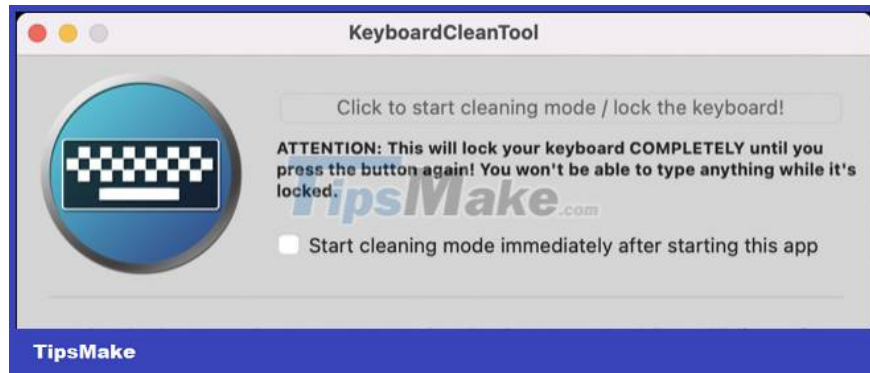 KeyboardCleanTool
Click to start cleaning mode / lock the keyboard!
ATTENTION: This will lock your keyboard COMPLETELY until you
press the button again! You won't be able to type anything while it's
locked.
TipsMake.com
Start cleaning mode immediately after starting this app
TipsMake